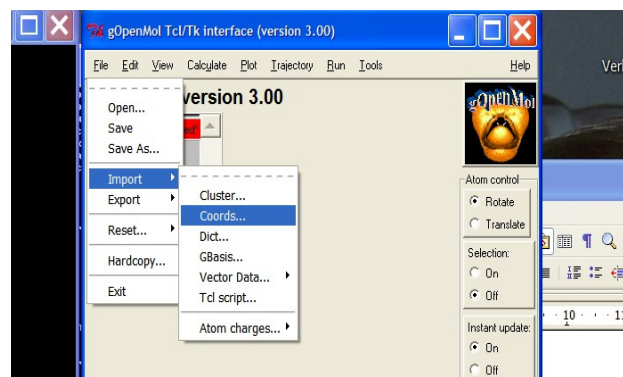 gOpenMol Tcl/Tk interface (version 3.00)
File Edit View Calculate Plot Trajectory Run Tools Help
version 3.00
gOpenMol
Open...
Save
Save As...
Import
Export
Reset...
Hardcopy...
Exit
Cluster...
Coords...
Dict...
GBasis...
Vector Data...
Tcl script...
Atom charges...
Atom control
Rotate
Translate
Selection:
On
Off
Instant update:
On
Off
Ver
10